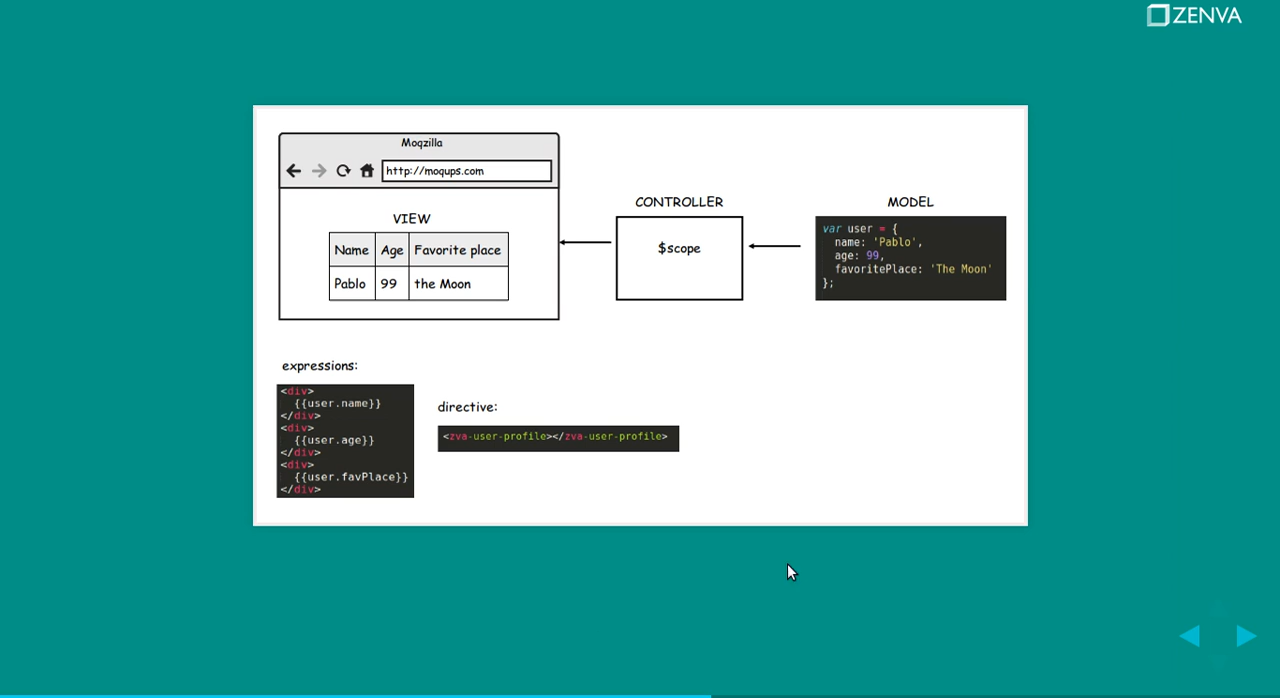 ZENVA
Moqzilla
http://moqups.com
VIEW
Name Age Favorite place
Pablo 99 the Moon
CONTROLLER
$scope
MODEL
var user = {
name: 'Pablo',
age: 99,
favoritePlace: 'The Moon'
};
expressions:
<div>
{{user.name}}
</div>
<div>
{{user.age}}
</div>
<div>
{{user.favPlace}}
</div>
directive:
<zva-user-profile></zva-user-profile>